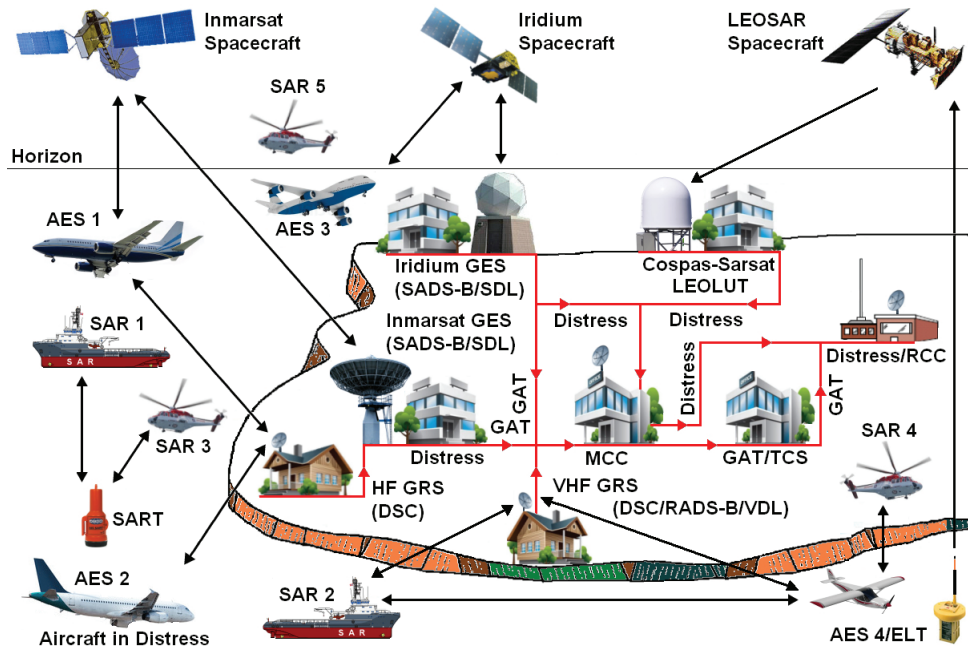 Inmarsat
Spacecraft
Iridium
Spacecraft
LEOSAR
Spacecraft
SAR 5
Horizon
AES 1
AES 3
Iridium GES
(SADS-B/SDL)
Cospas-Sarsat
LEOLUT
SAR 1
SAR
Inmarsat GES
(SADS-B/SDL)
Distress
Distress
Distress/RCC
SAR 3
GAT
Distress
GAT
GAT
Distress
MCC
GAT/TCS
SAR 4
SART
HF GRS
(DSC)
VHF GRS
(DSC/RADS-B/VDL)
AES 2
Aircraft in Distress
SAR 2
SAR
AES 4/ELT